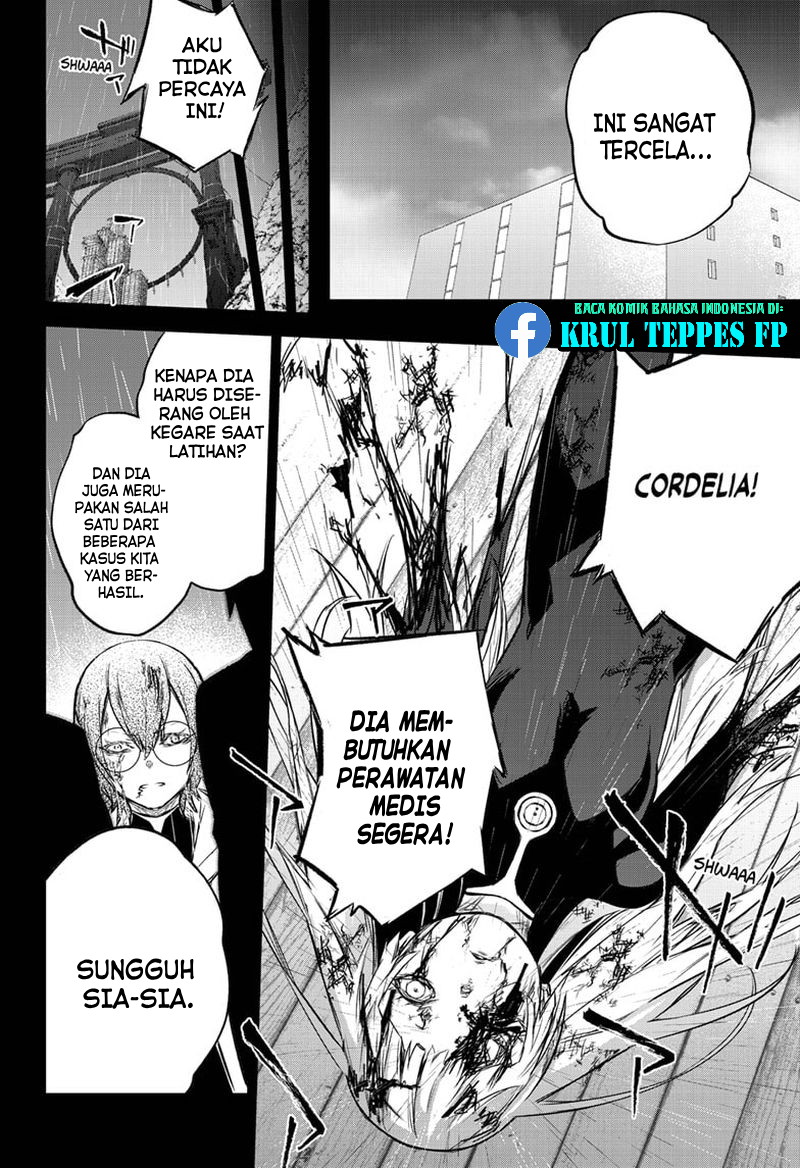 INI SANGAT
TERCELA...
AKU
TIDAK
PERCAYA
INI!
SHWAAA
BACA KOMIK BAHASA INDONESIA DI:
f KRUL TEPPES FP
CORDELIA!
DIA MEM-
BUTUHKAN
PERAWATAN
MEDIS
SEGERA!
SHWAAA
KENAPA DIA
HARUS DISE-
RANG OLEH
KEGARE SAAT
LATIHAN?
DAN DIA
JUGA MERU-
PAKAN SALAH
SATU DARI
BEBERAPA
KASUS KITA
YANG BER-
HASIL.
SUNGGUH
SIA-SIA.